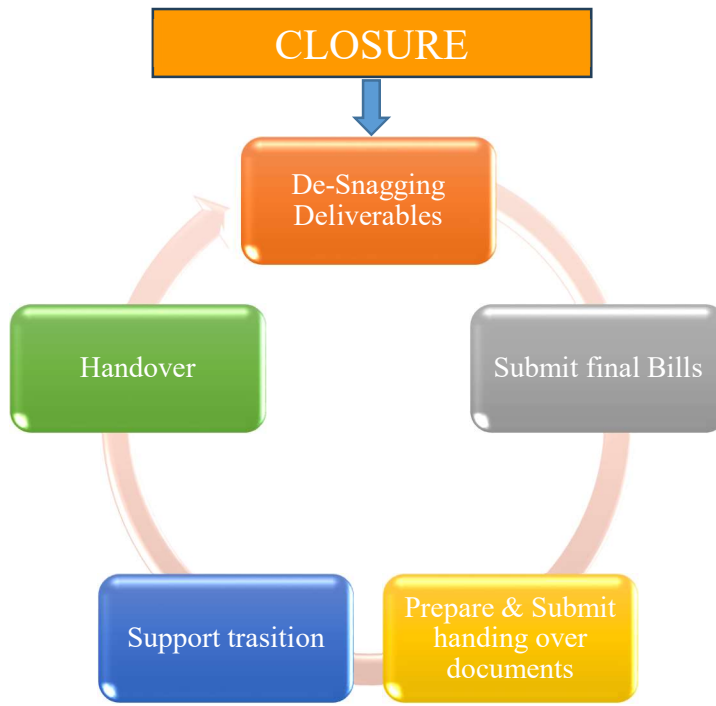 CLOSURE
De-Snagging
Deliverables
Submit final Bills
Prepare & Submit
handing over
documents
Support trasition
Handover